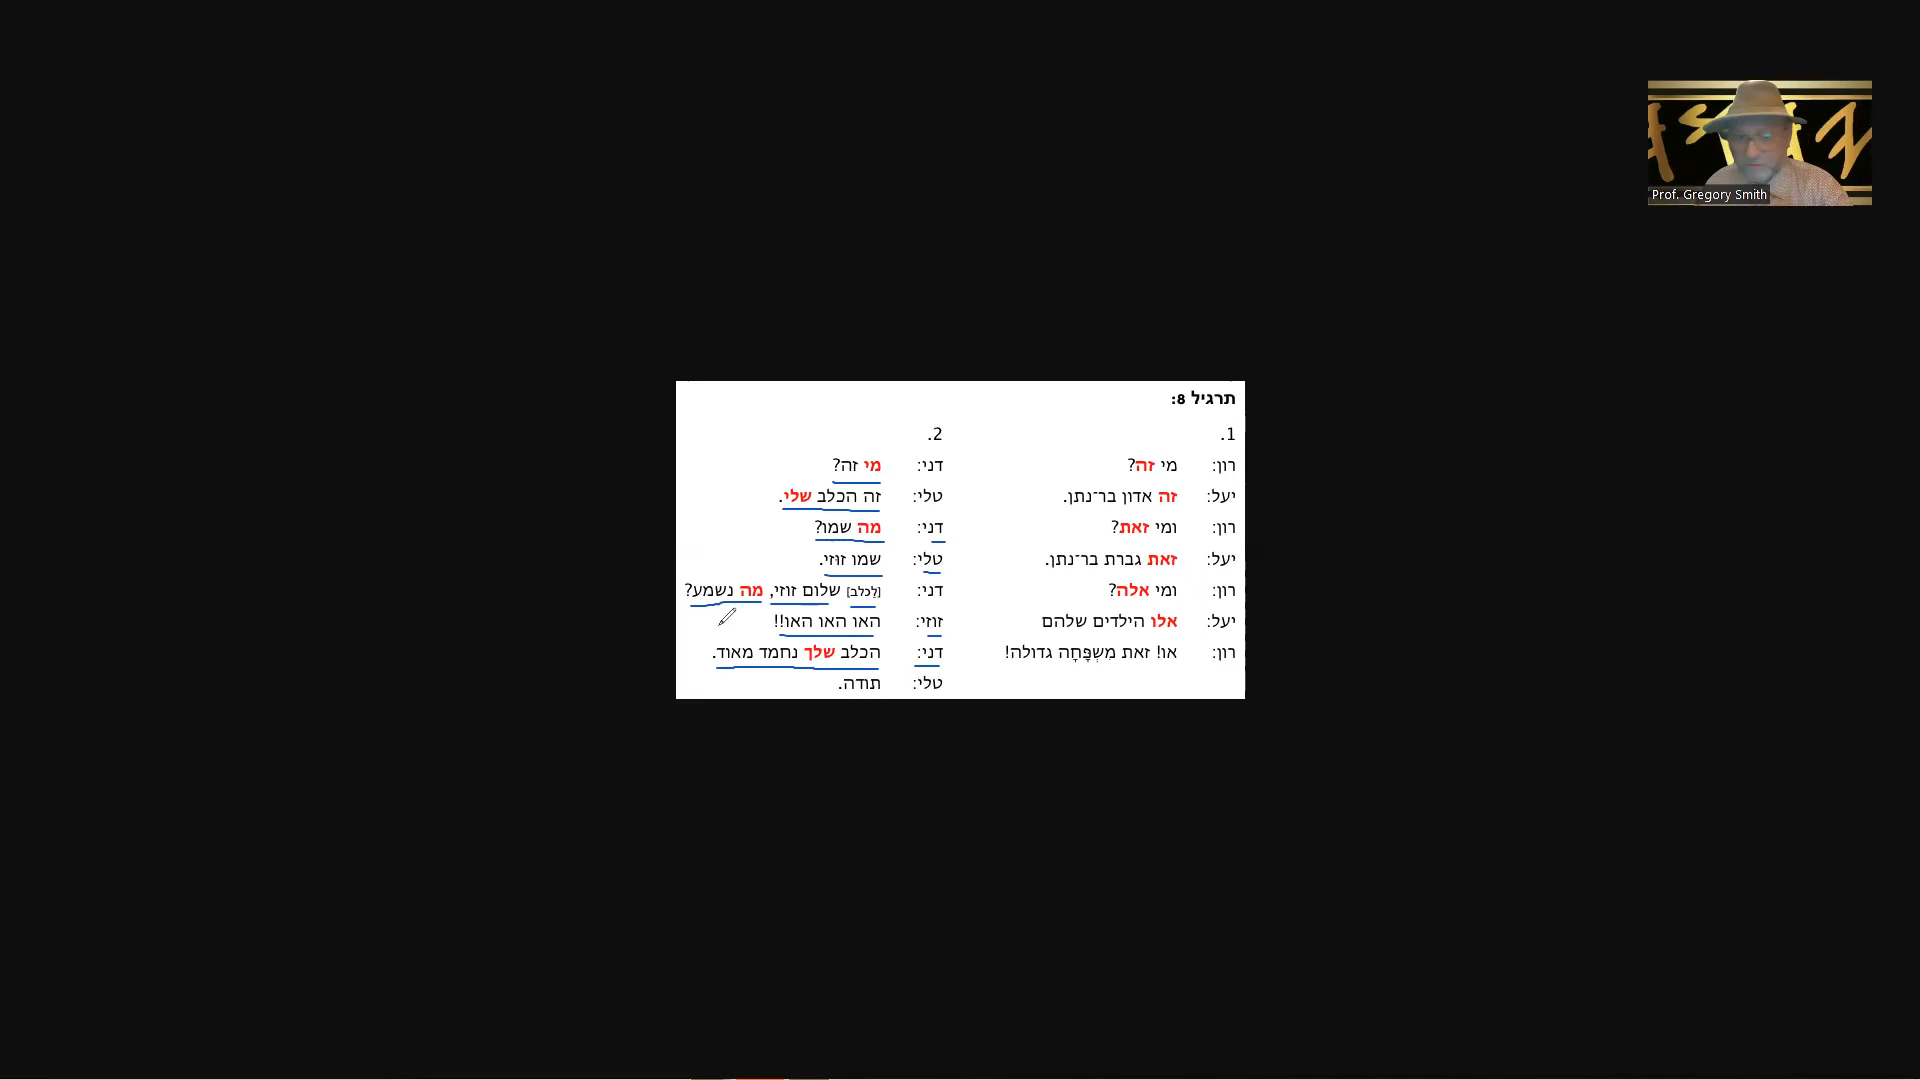 תרגיל 8:
1.
רון: מי זה?
יעל: זה אדון בר־נתן.
רון: ומי זאת?
יעל: זאת גברת בר־נתן.
רון: ומי אלה?
יעל: אלו הילדים שלהם
רון: או! זאת מִשְפָּחָה גדולה!
2.
דני: מי זה?
טלי: זה הכלב שלי.
דני: מה שמו?
טלי: שמו זוזי.
דני: [לַכלב] שלום זוזי, מה נשמע?
זוזי: האו האו האו!!
דני: הכלב שלך נחמד מאוד.
טלי: תודה.
Prof. Gregory Smith